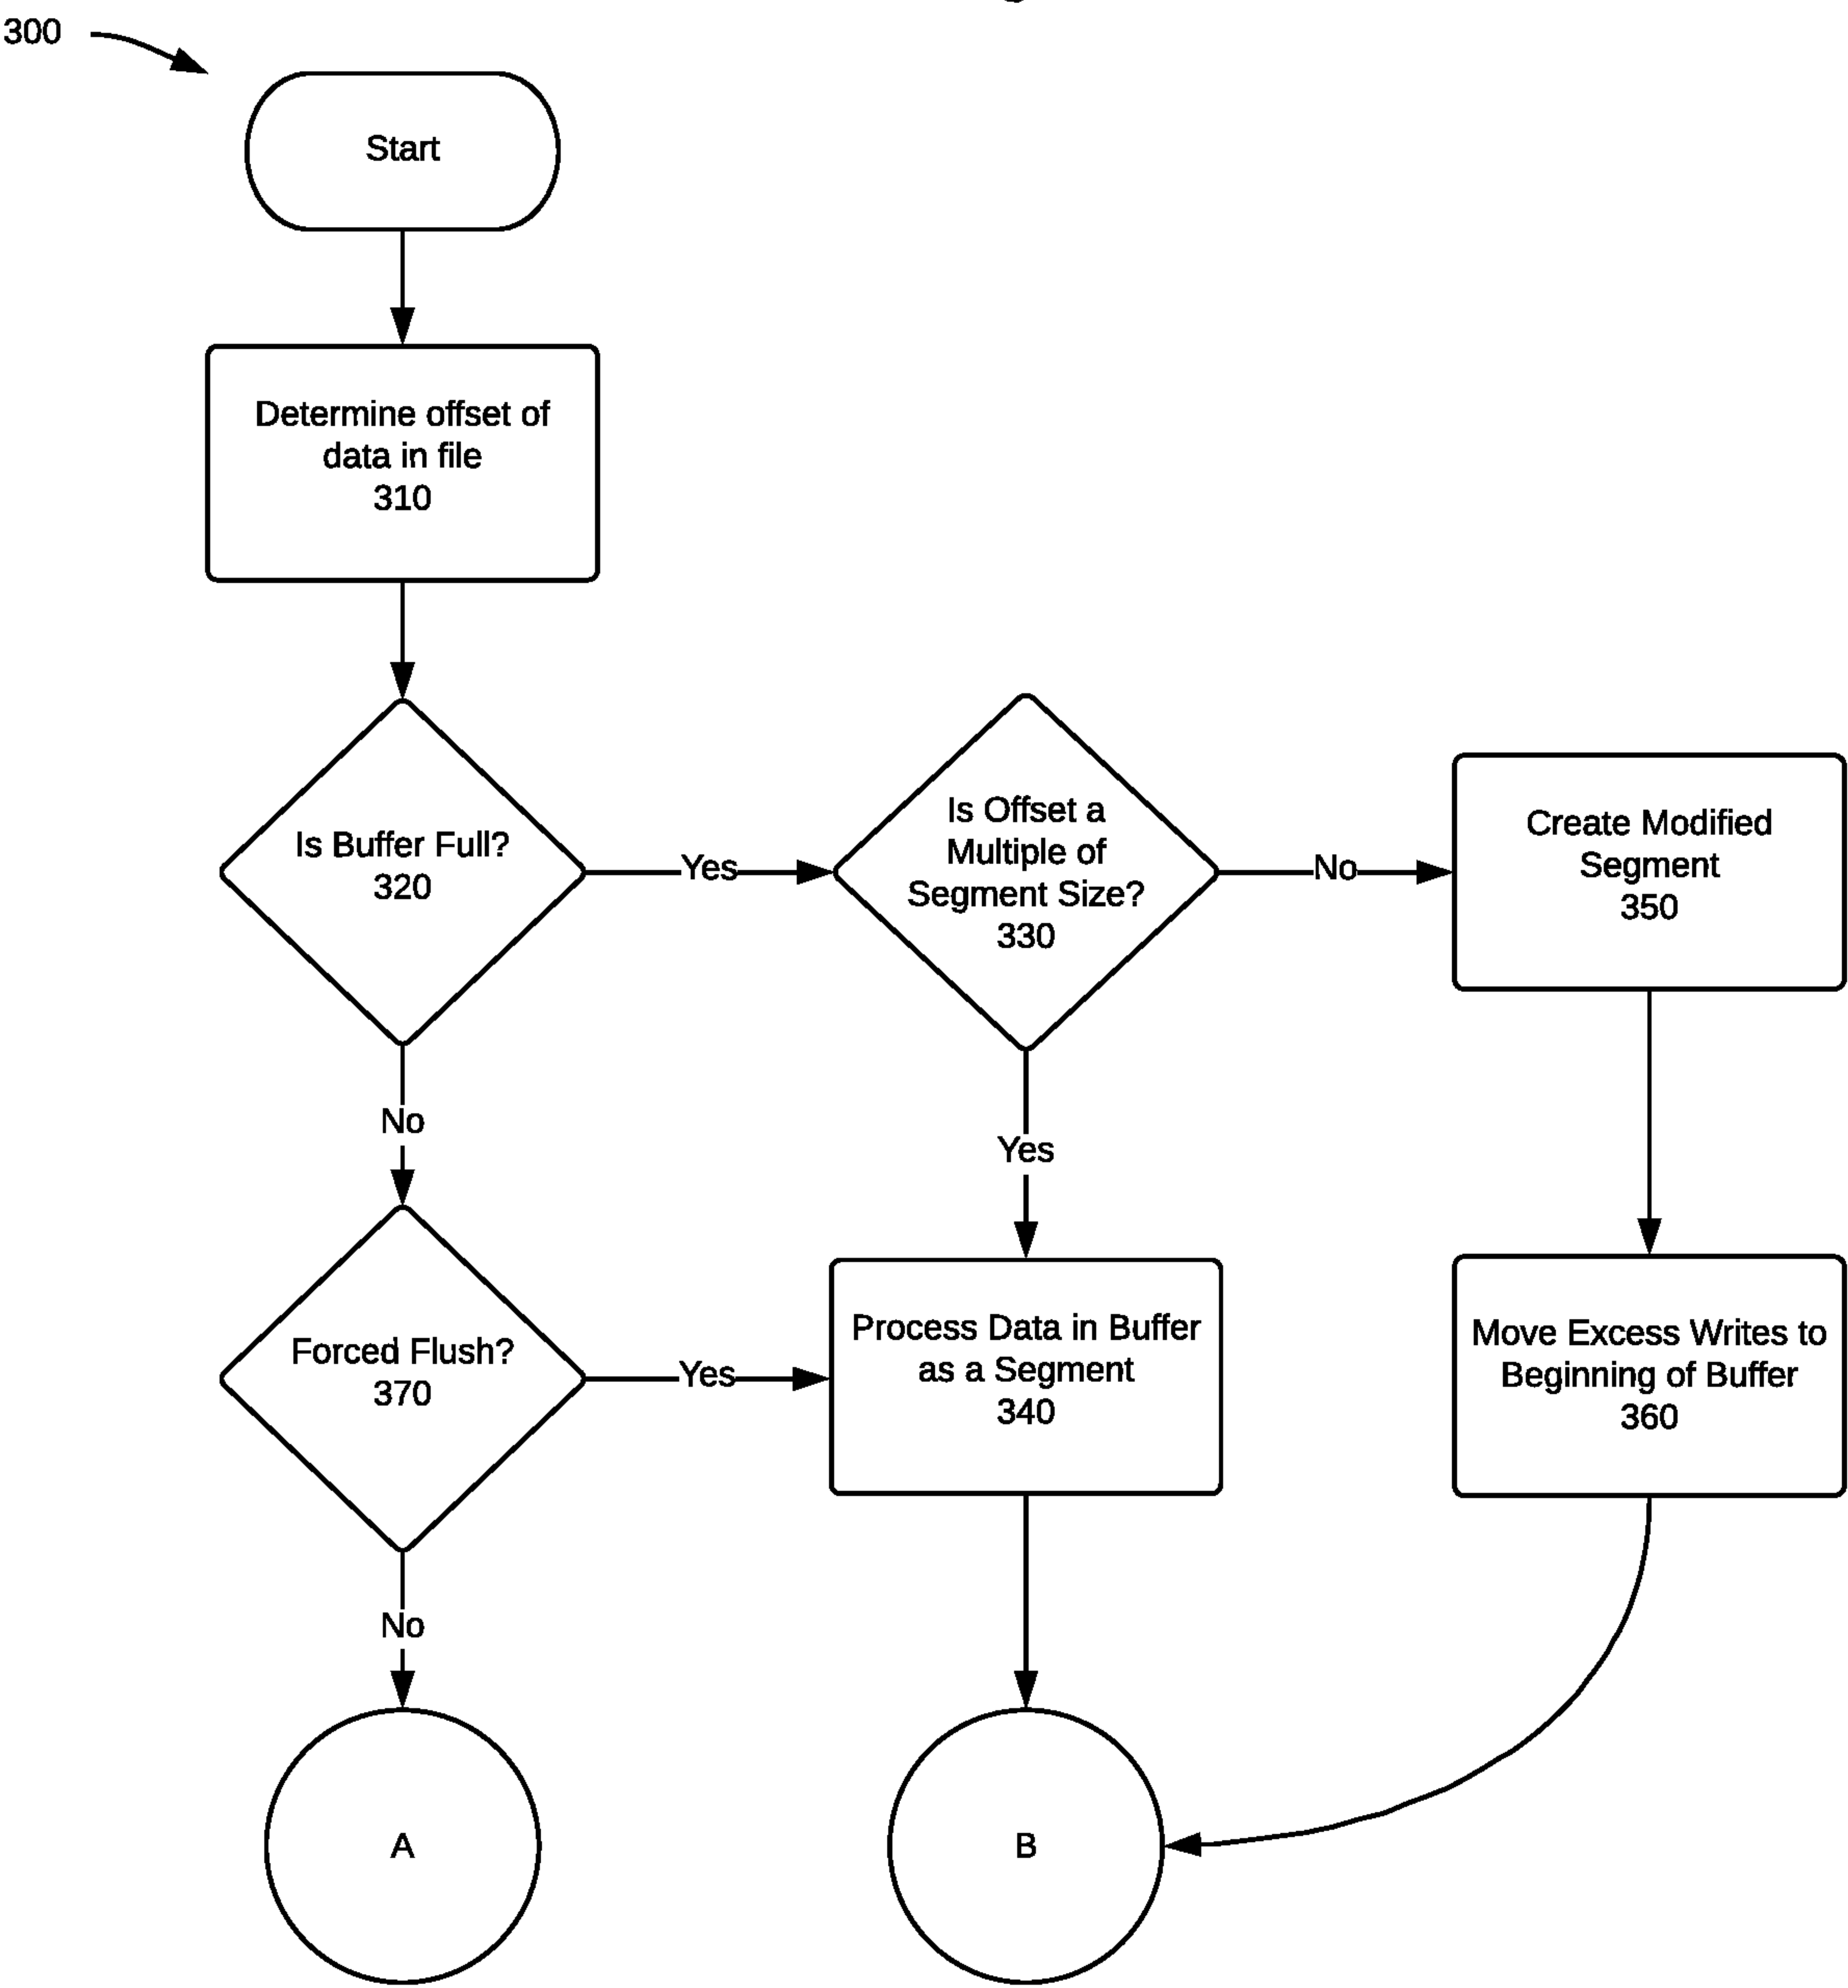 300
Start
Determine offset of
data in file
310
Is Buffer Full?
320
Yes
Is Offset a
Multiple of
Segment Size?
330
No
Create Modified
Segment
350
No
Yes
Forced Flush?
370
Yes
Process Data in Buffer
as a Segment
340
Move Excess Writes to
Beginning of Buffer
360
No
A
B